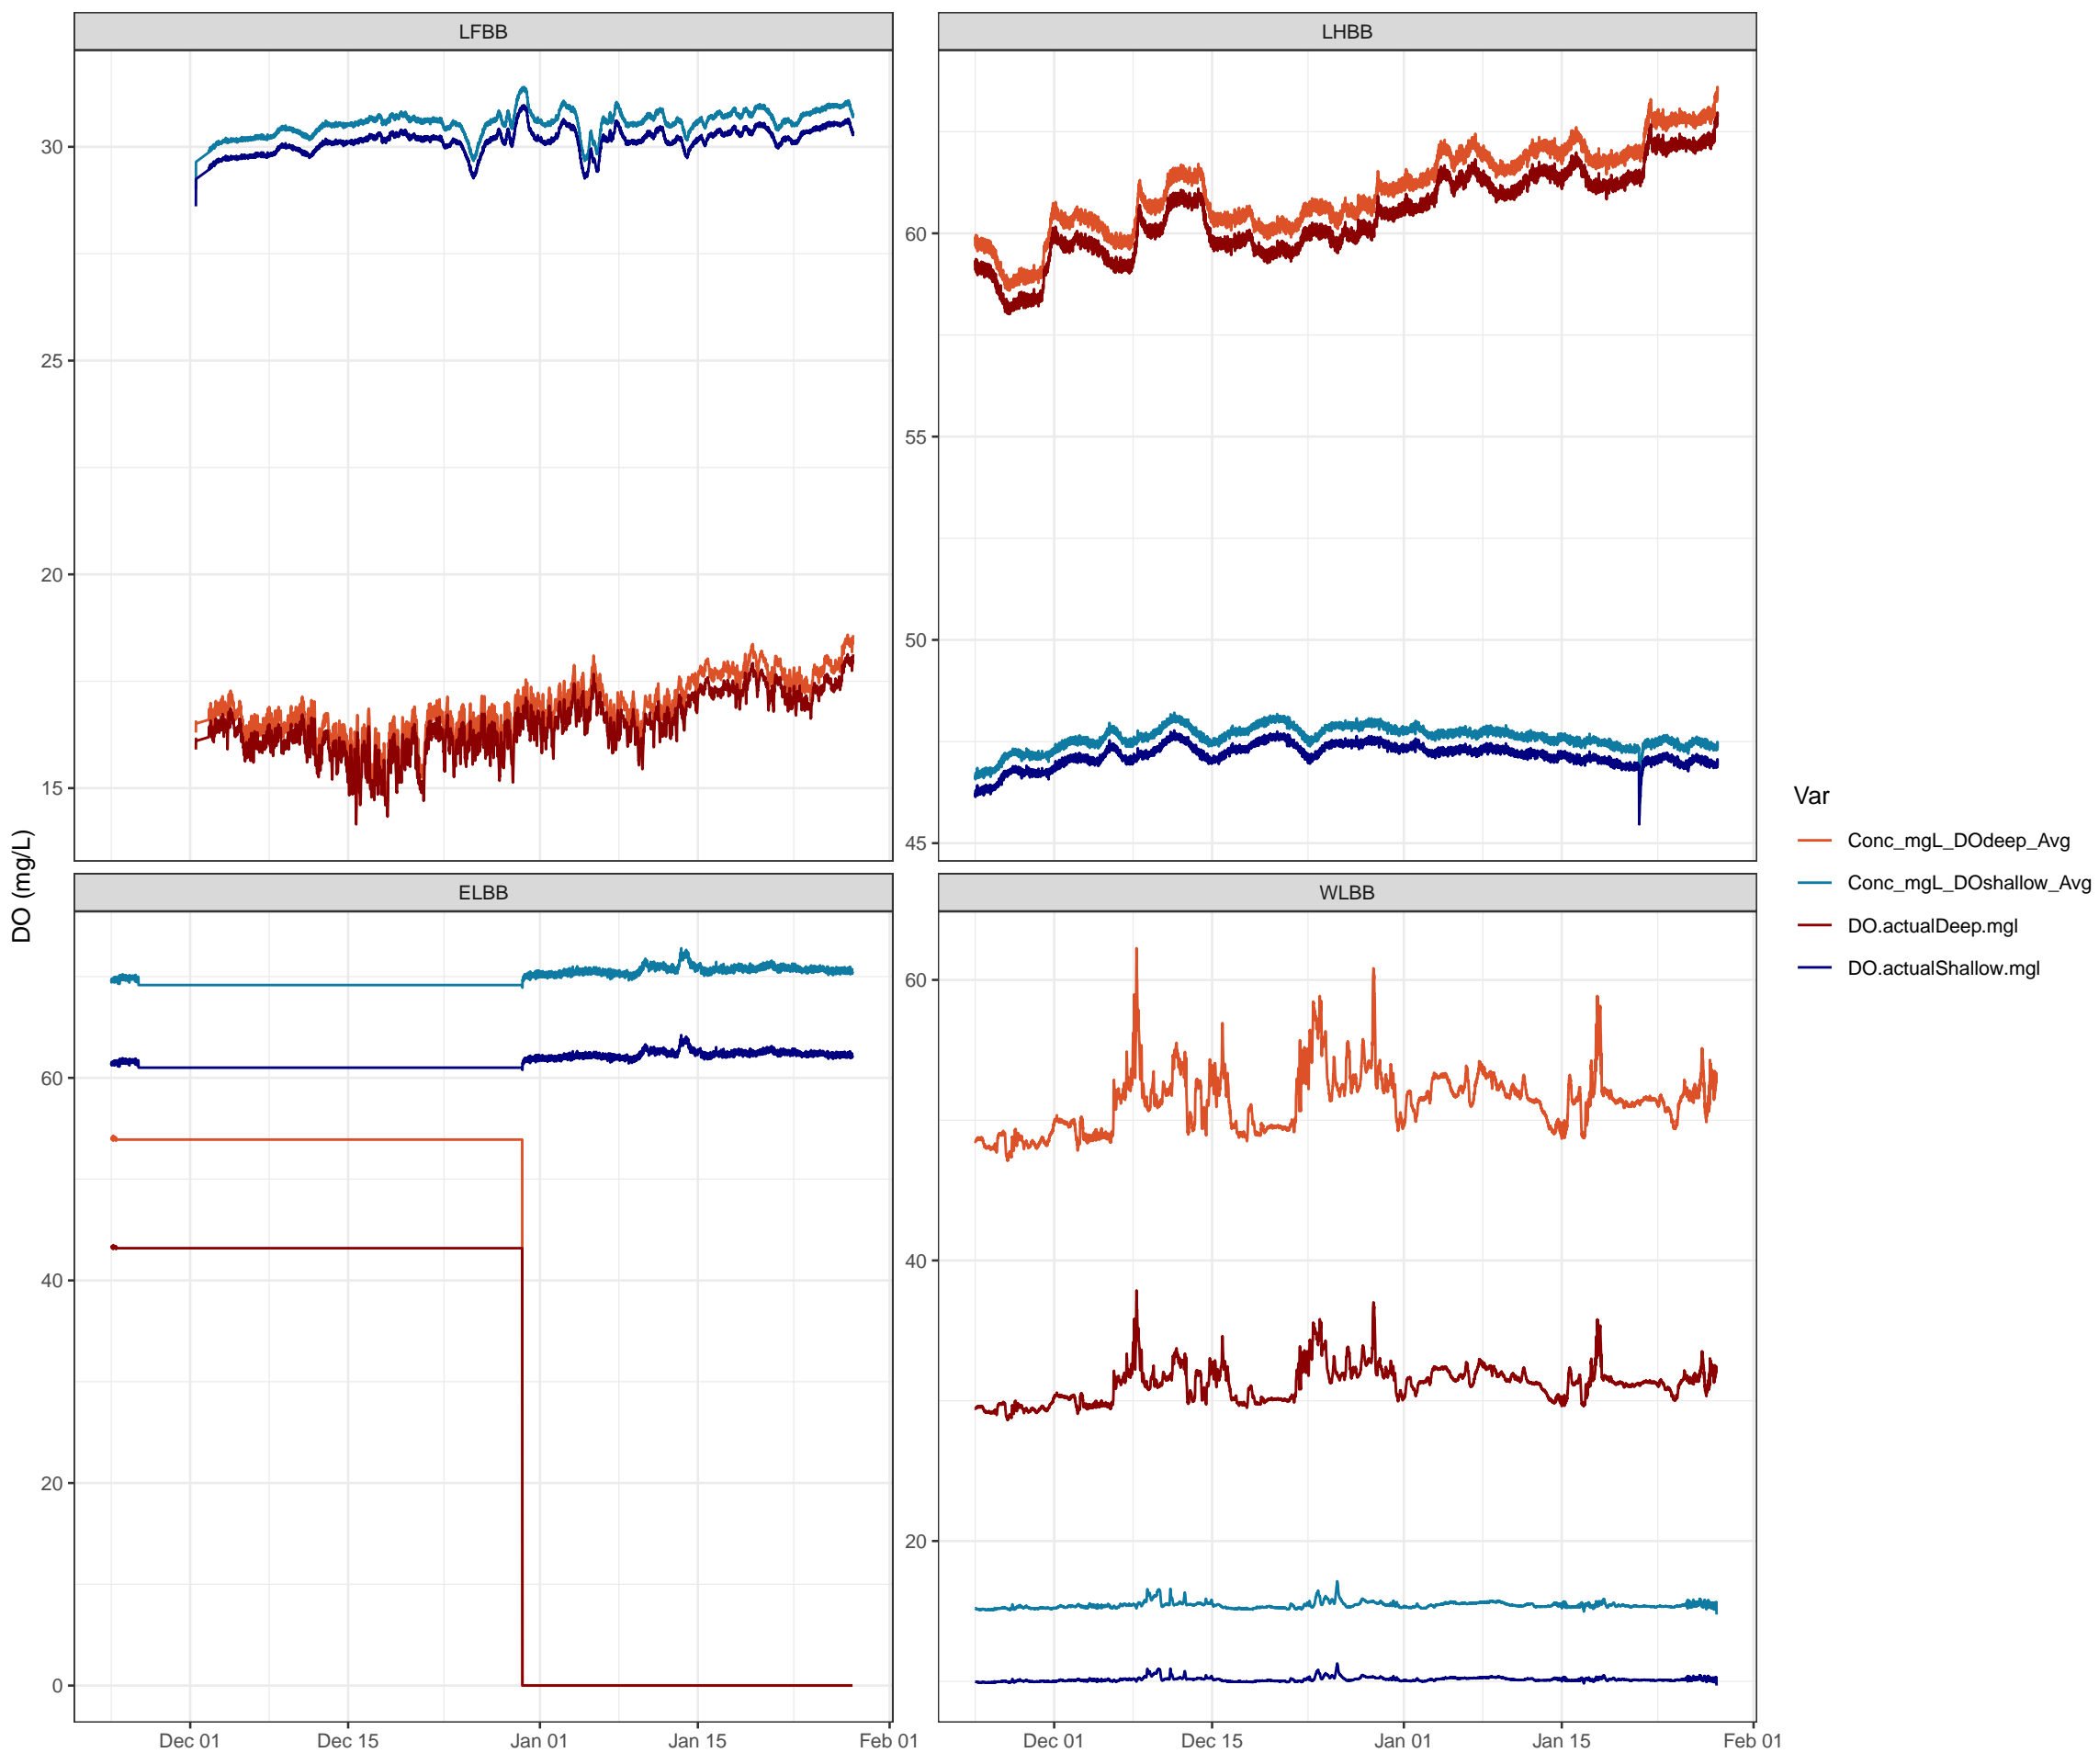 LFBB
LHBB
30
25
20
15
60
55
50
45
ELBB
WLBB
60
40
20
0
60
40
20
Dec 01
Dec 15
Jan 01
Jan 15
Feb 01
Dec 01
Dec 15
Jan 01
Jan 15
Feb 01
DO (mg/L)
Var
Conc_mgL_DOdeep_Avg
Conc_mgL_DOshallow_Avg
DO.actualDeep.mgl
DO.actualShallow.mgl